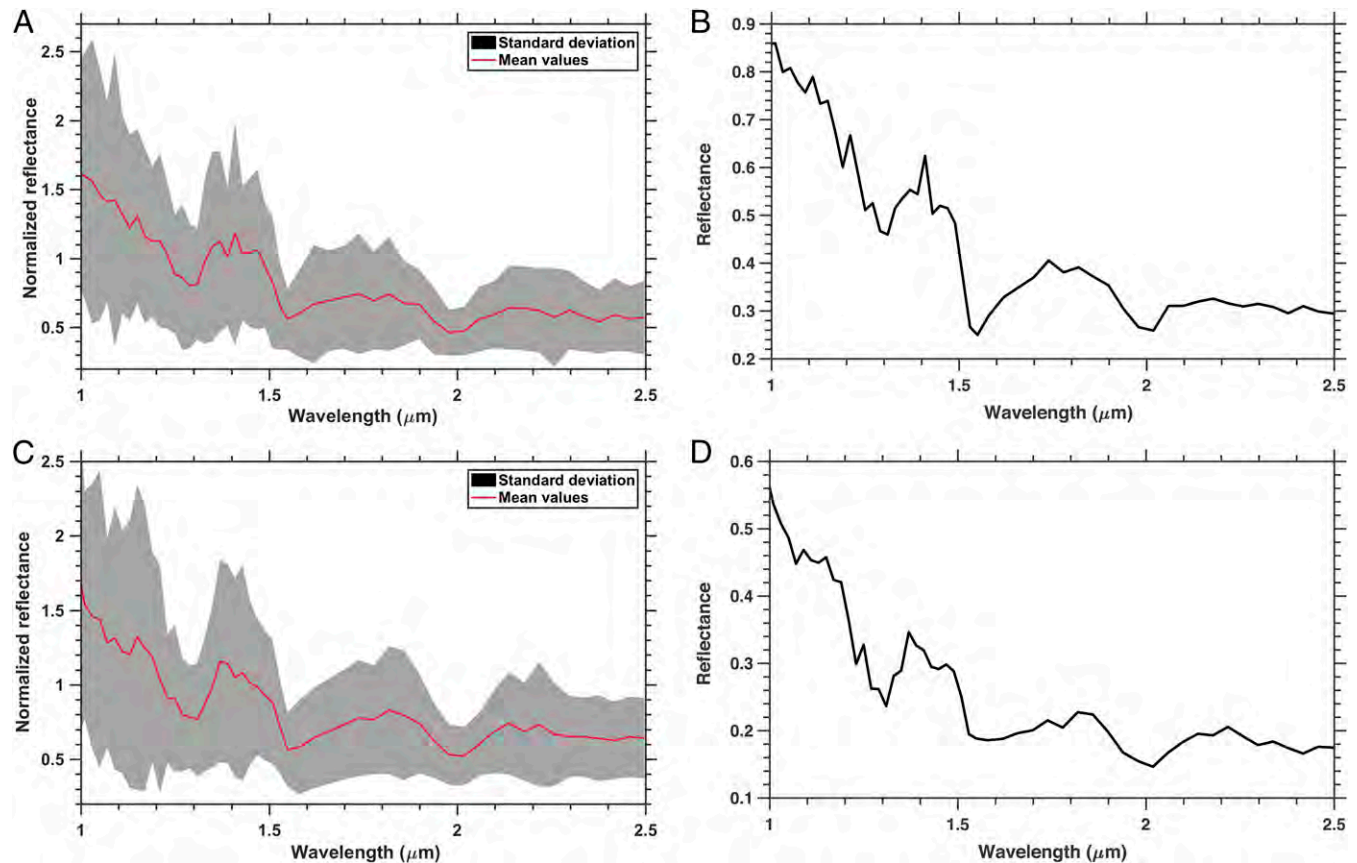 A
Normalized reflectance
2.5
2
1.5
1
0.5
Standard deviation
Mean values
1
1.5
2
2.5
Wavelength (μm)
B
Reflectance
0.9
0.8
0.7
0.6
0.5
0.4
0.3
0.2
1
1.5
2
2.5
Wavelength (μm)
C
Normalized reflectance
2.5
2
1.5
1
0.5
Standard deviation
Mean values
1
1.5
2
2.5
Wavelength (μm)
D
Reflectance
0.6
0.5
0.4
0.3
0.2
0.1
1
1.5
2
2.5
Wavelength (μm)